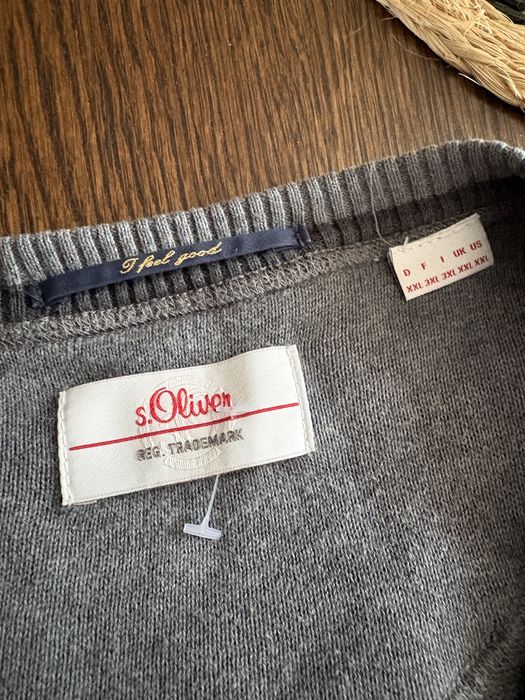 I feel good
D F I UK US
XXL 3XL 3XL XXL XXL
s.Oliver
REG. TRADEMARK